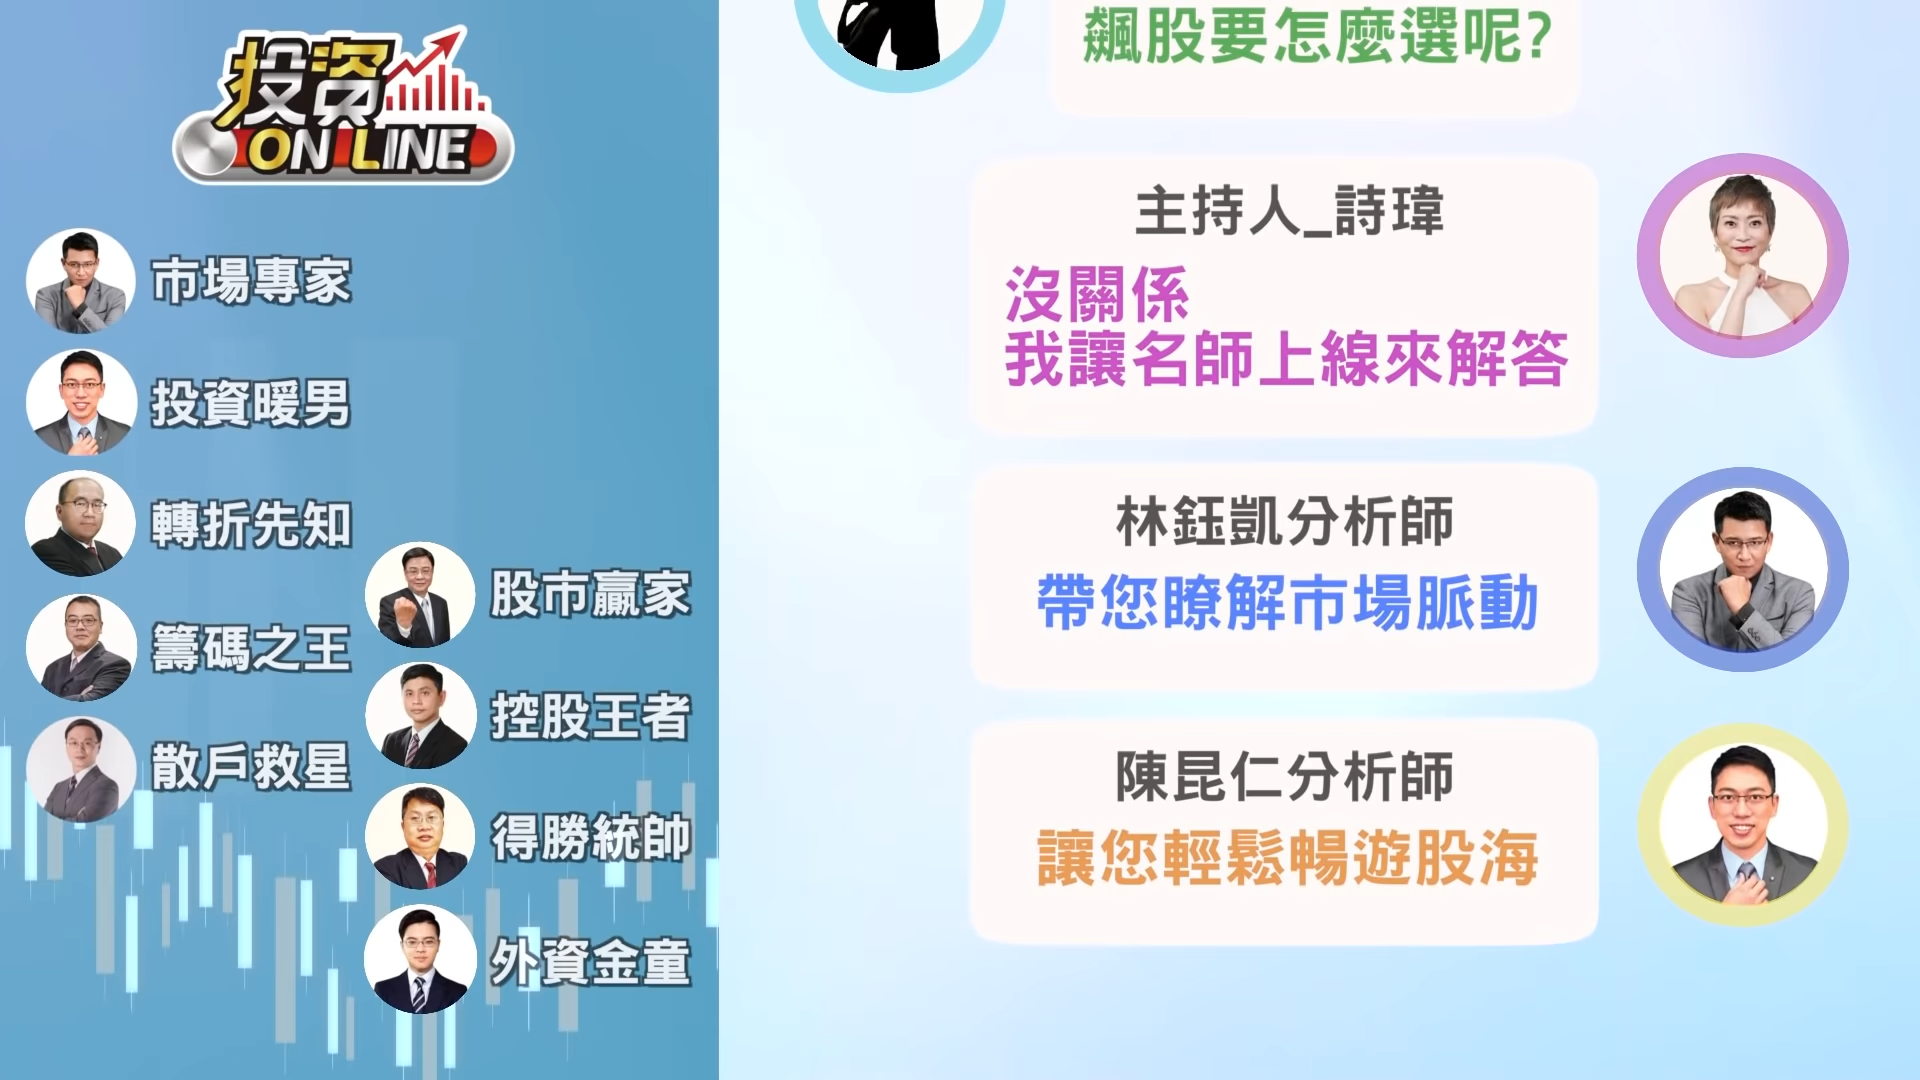 投資
ON LINE
市場專家
投資暖男
轉折先知
籌碼之王
散戶救星
股市贏家
控股王者
得勝統帥
外資金童
飆股要怎麼選呢?
主持人_詩瑋
沒關係
我讓名師上線來解答
林鈺凱分析師
帶您瞭解市場脈動
陳昆仁分析師
讓您輕鬆暢遊股海